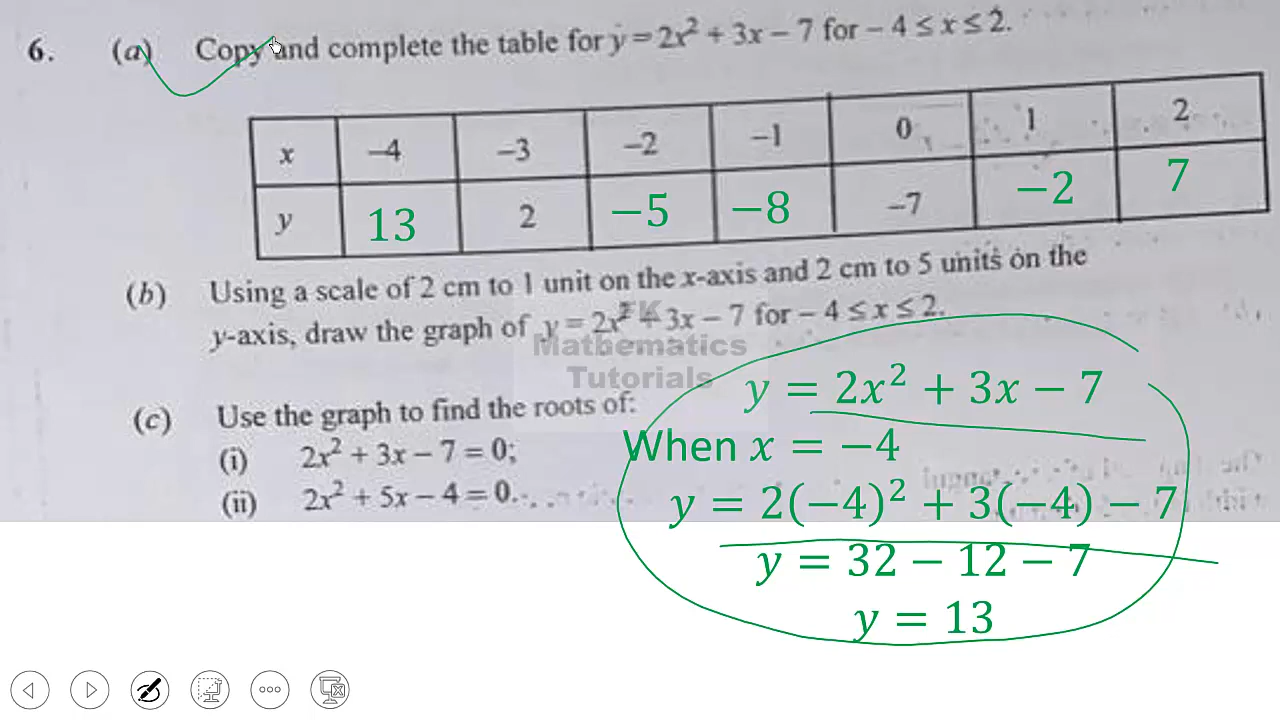 6. (a) Copy and complete the table for y = 2x² + 3x − 7 for − 4 ≤ x ≤ 2.
x −4 −3 −2 −1 0 1 2
y 13 2 −5 −8 −7 −2 7
(b) Using a scale of 2 cm to 1 unit on the x-axis and 2 cm to 5 units on the
y-axis, draw the graph of y = 2x² + 3x − 7 for − 4 ≤ x ≤ 2.
Mathematics
Tutorials
(c) Use the graph to find the roots of:
(i) 2x² + 3x − 7 = 0;
(ii) 2x² + 5x − 4 = 0.
y = 2x² + 3x − 7
When x = −4
y = 2(−4)² + 3(−4) − 7
y = 32 − 12 − 7
y = 13